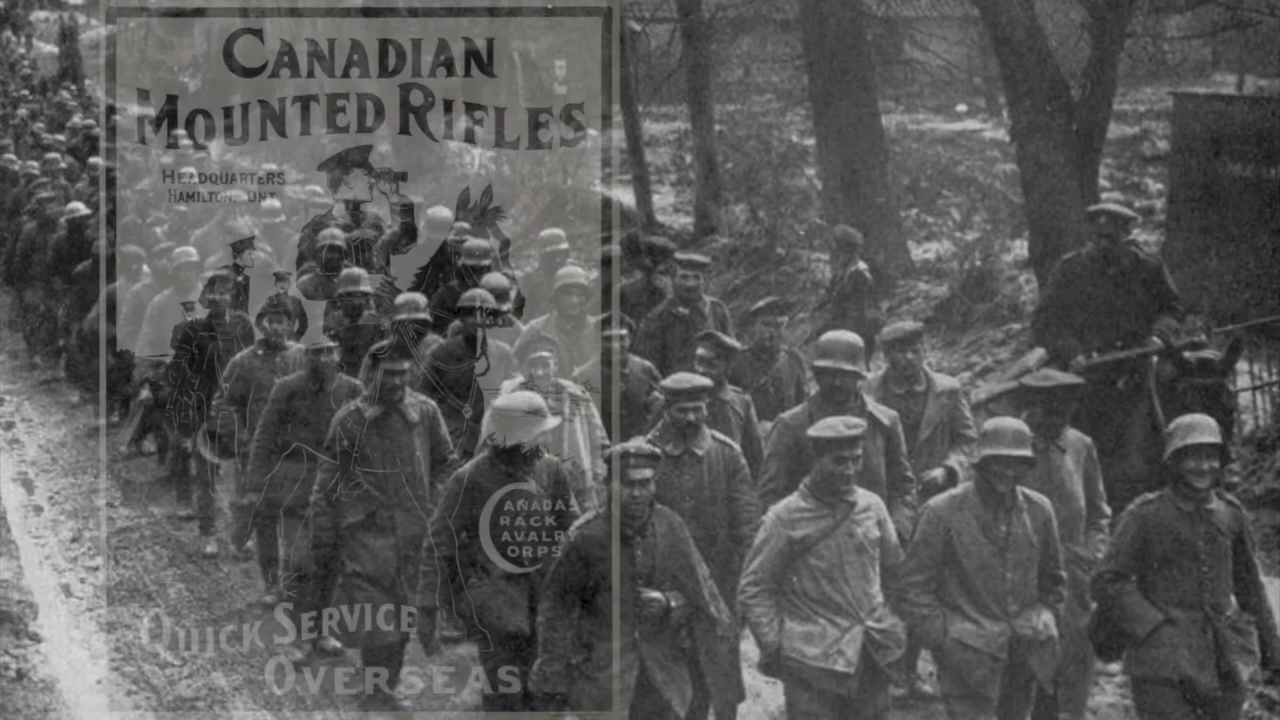 CANADIAN
MOUNTED RIFLES
HEADQUARTERS
HAMILTON, ONT.
CANADA'S
CRACK
CAVALRY
CORPS
QUICK SERVICE
OVERSEAS